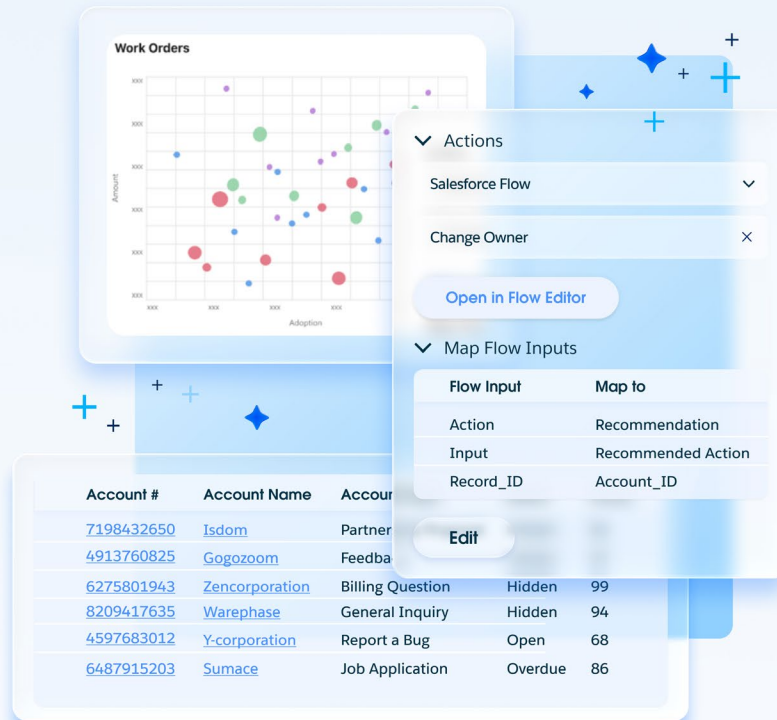 Work Orders
xxx
xxx
xxx
xxx
xxx
xxx
Amount
xxx
xxx
xxx
xxx
Adoption
Actions
Salesforce Flow
Change Owner
Open in Flow Editor
Map Flow Inputs
Flow Input Map to
Action Recommendation
Input Recommended Action
Record_ID Account_ID
Edit
Account # Account Name Accou
7198432650 Isdom Partner
4913760825 Gogozoom Feedba
6275801943 Zencorporation Billing Question Hidden 99
8209417635 Warephase General Inquiry Hidden 94
4597683012 Y-corporation Report a Bug Open 68
6487915203 Sumace Job Application Overdue 86